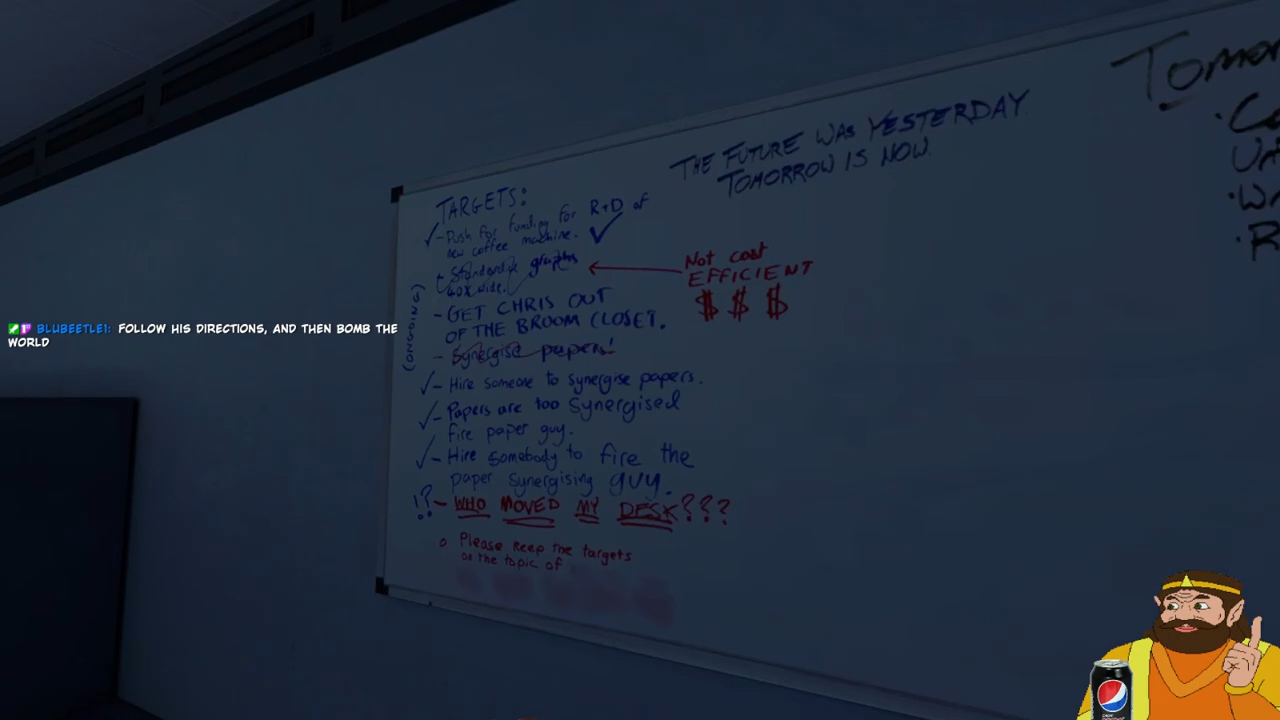 THE FUTURE WAS YESTERDAY
TOMORROW IS NOW
TARGETS:
- Push for funding for R+D of
new coffee machine.
- Standardize graphs
40% wide.
Not cost
EFFICIENT
$ $ $
- GET CHRIS OUT
OF THE BROOM CLOSET.
(ONGOING)
- Synergise papers!
- Hire someone to synergise papers.
- Papers are too synergised
fire paper guy.
- Hire somebody to fire the
paper synergising guy.
!? - WHO MOVED MY DESK???
o Please keep the targets
on the topic of
BLUBEETLE1: FOLLOW HIS DIRECTIONS, AND THEN BOMB THE
WORLD
pepsi